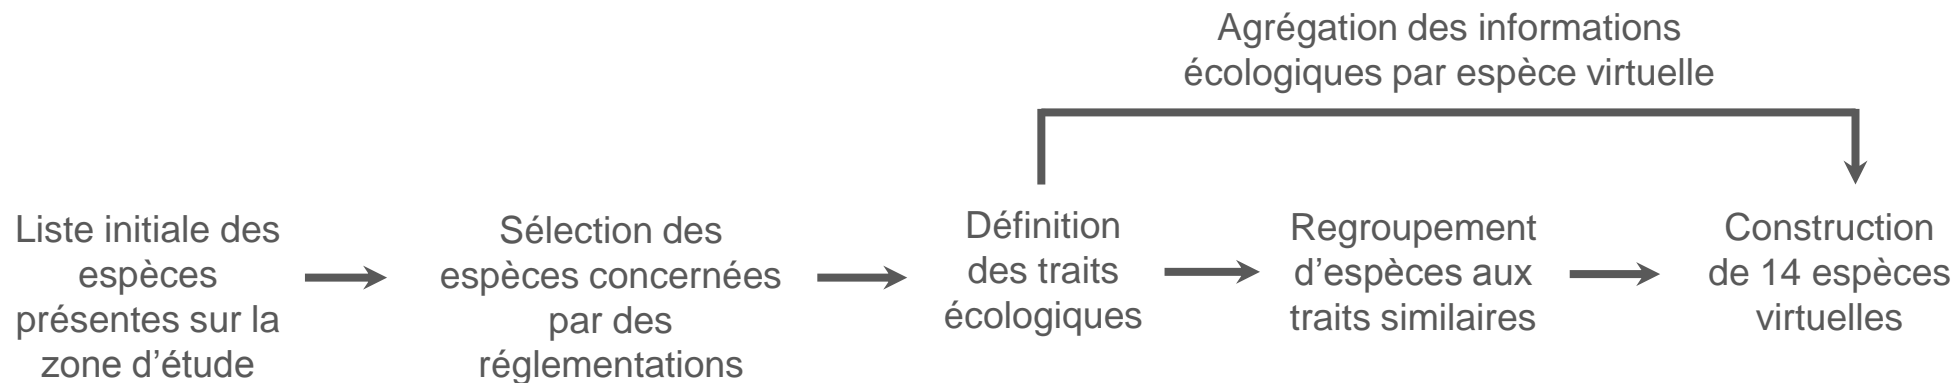 Agrégation des informations
écologiques par espèce virtuelle
Liste initiale des
espèces
présentes sur la
zone d’étude
Sélection des
espèces concernées
par des
réglementations
Définition
des traits
écologiques
Regroupement
d’espèces aux
traits similaires
Construction
de 14 espèces
virtuelles